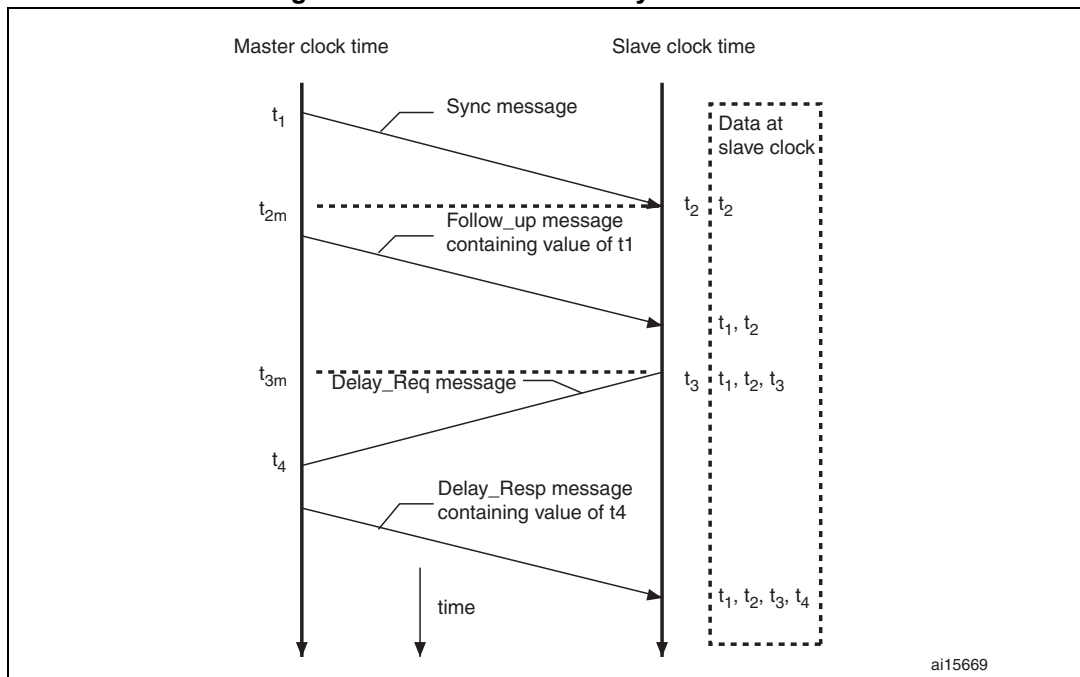 Master clock time
Slave clock time
t1
Sync message
Data at
slave clock
t2m
t2
t2
Follow_up message
containing value of t1
t1, t2
t3m
Delay_Req message
t3
t1, t2, t3
t4
Delay_Resp message
containing value of t4
t1, t2, t3, t4
time
ai15669